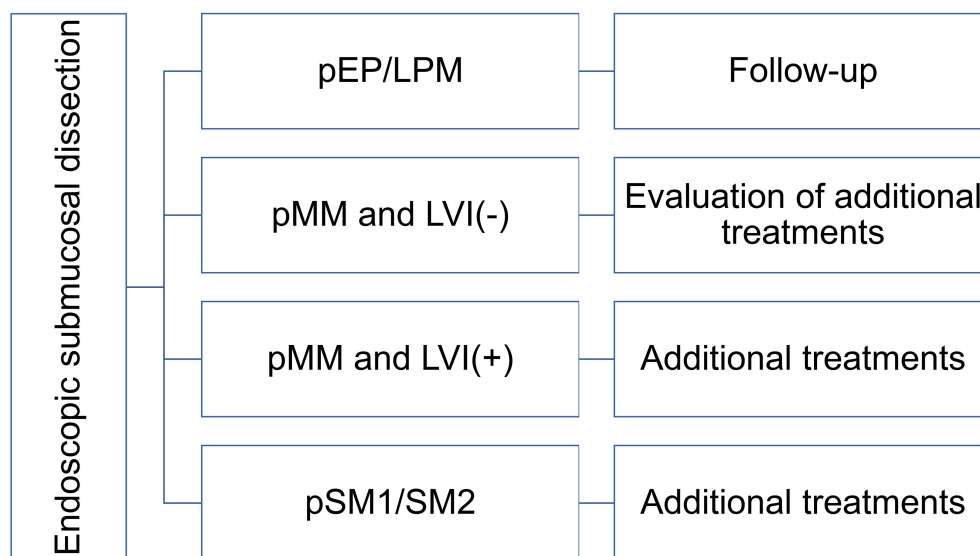 Endoscopic submucosal dissection
pEP/LPM
Follow-up
pMM and LVI(-)
Evaluation of additional
treatments
pMM and LVI(+)
Additional treatments
pSM1/SM2
Additional treatments